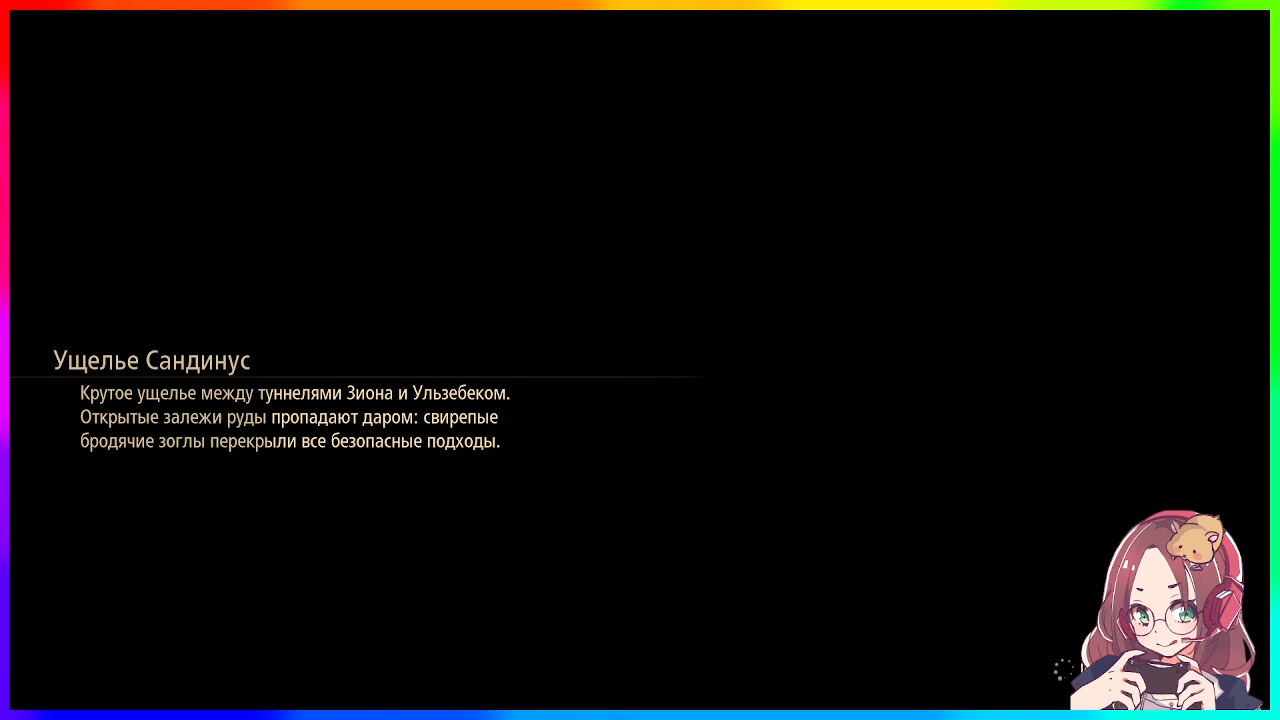 Ущелье Сандинус
Крутое ущелье между туннелями Зиона и Ульзебеком.
Открытые залежи руды пропадают даром: свирепые
бродячие зоглы перекрыли все безопасные подходы.